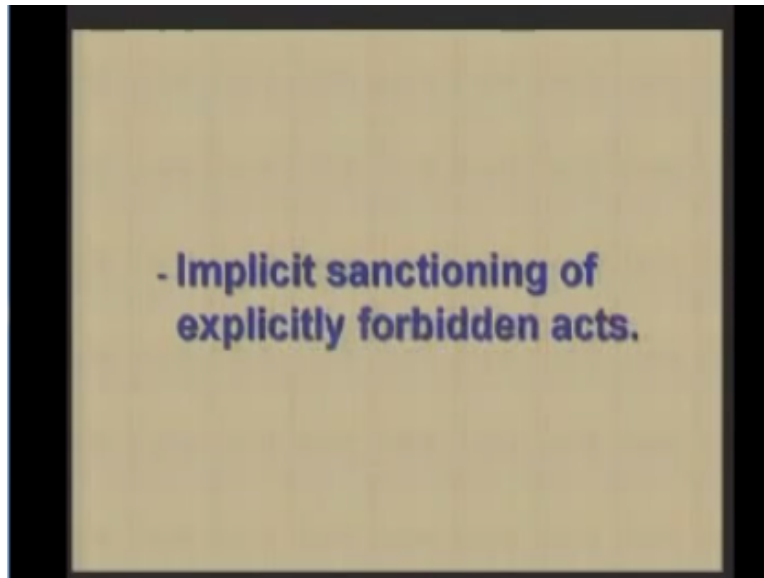 - Implicit sanctioning of
explicitly forbidden acts.